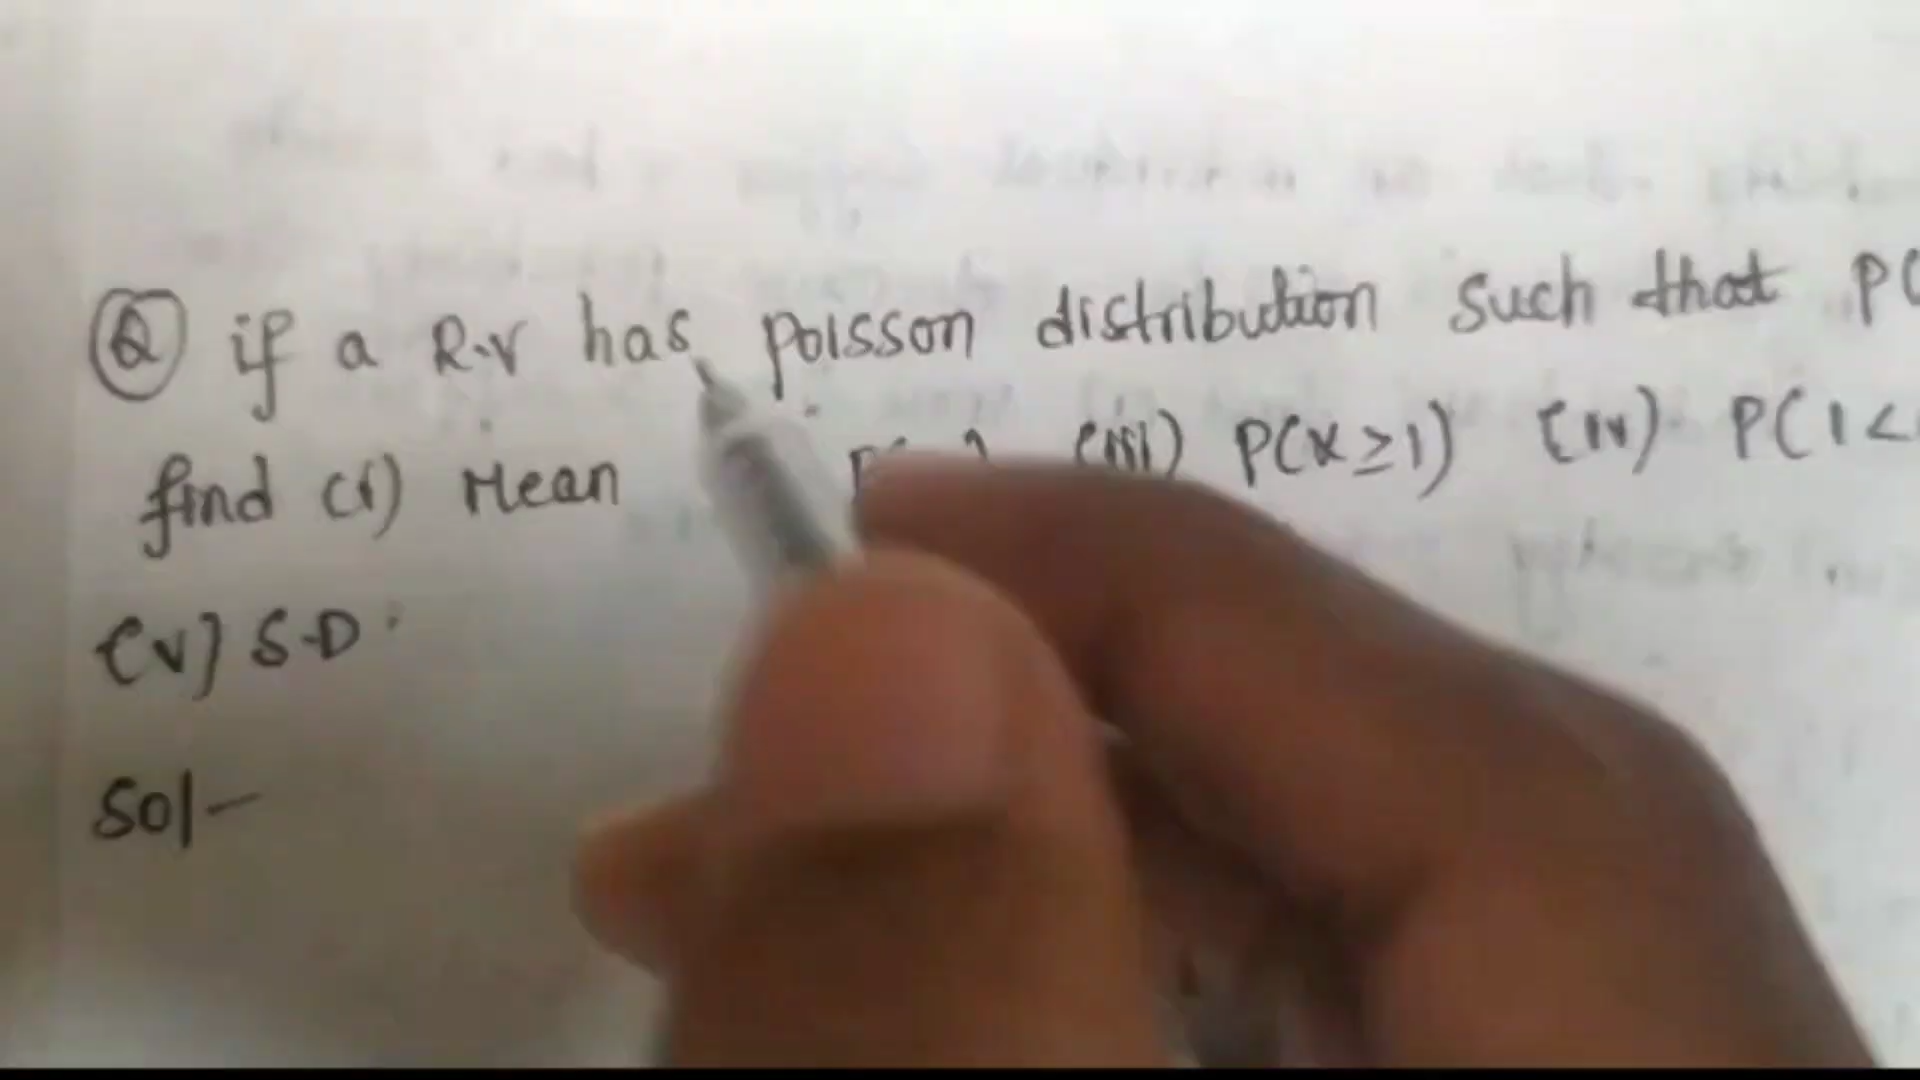 Q if a R.V has poisson distribution such that P(
find (i) Mean (iii) P(X≥1) (iv) P(1<
(v) S.D.
Sol-